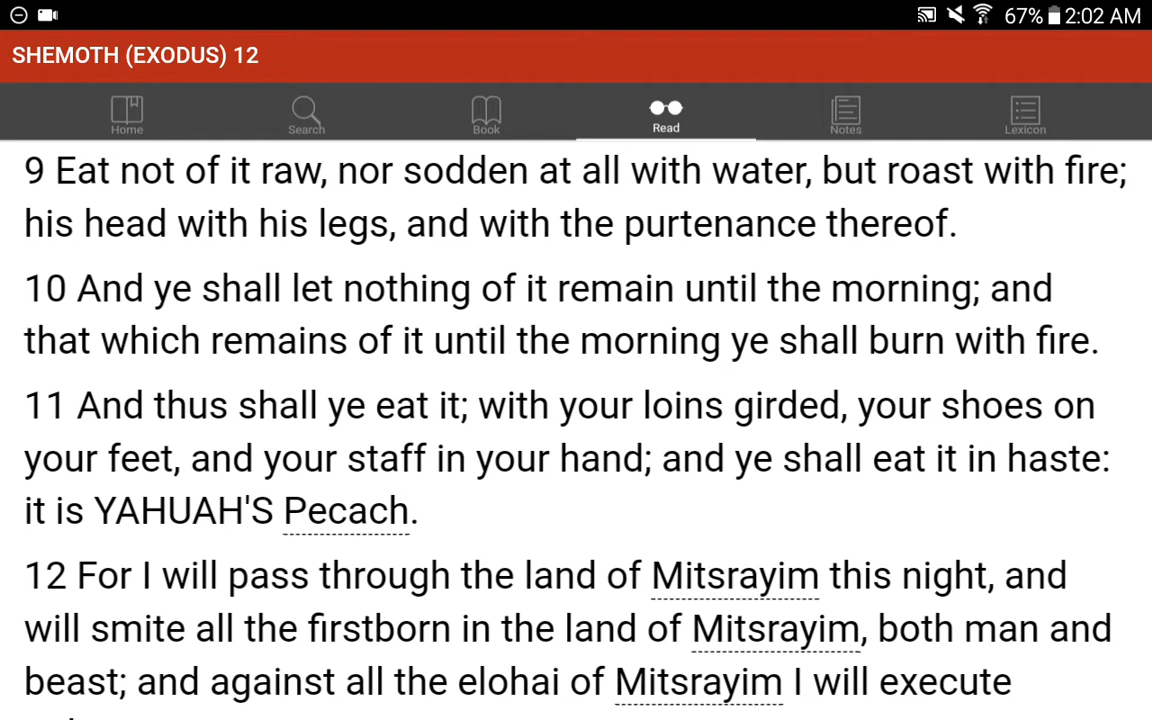 67% 2:02 AM
SHEMOTH (EXODUS) 12
Home Search Book Read Notes Lexicon
9 Eat not of it raw, nor sodden at all with water, but roast with fire;
his head with his legs, and with the purtenance thereof.
10 And ye shall let nothing of it remain until the morning; and
that which remains of it until the morning ye shall burn with fire.
11 And thus shall ye eat it; with your loins girded, your shoes on
your feet, and your staff in your hand; and ye shall eat it in haste:
it is YAHUAH'S Pecach.
12 For I will pass through the land of Mitsrayim this night, and
will smite all the firstborn in the land of Mitsrayim, both man and
beast; and against all the elohai of Mitsrayim I will execute